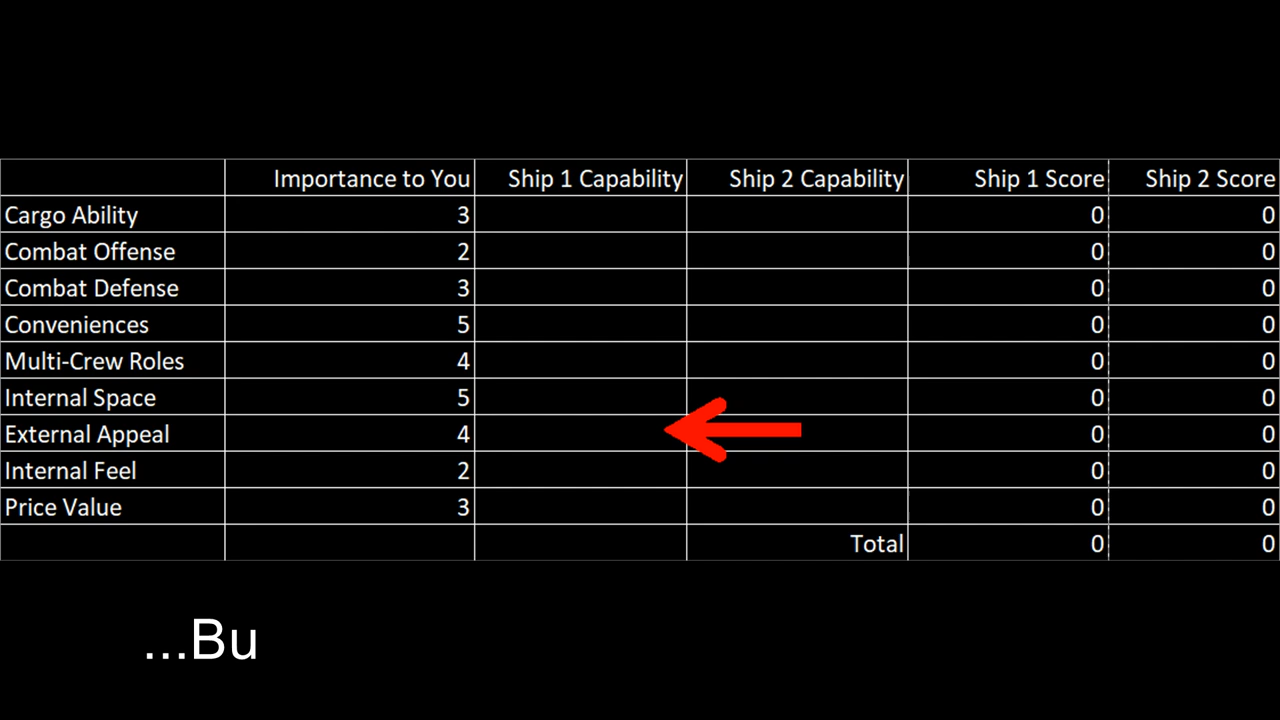 Importance to You Ship 1 Capability Ship 2 Capability Ship 1 Score Ship 2 Score
Cargo Ability 3 0 0
Combat Offense 2 0 0
Combat Defense 3 0 0
Conveniences 5 0 0
Multi-Crew Roles 4 0 0
Internal Space 5 0 0
External Appeal 4 0 0
Internal Feel 2 0 0
Price Value 3 0 0
Total 0 0
...Bu